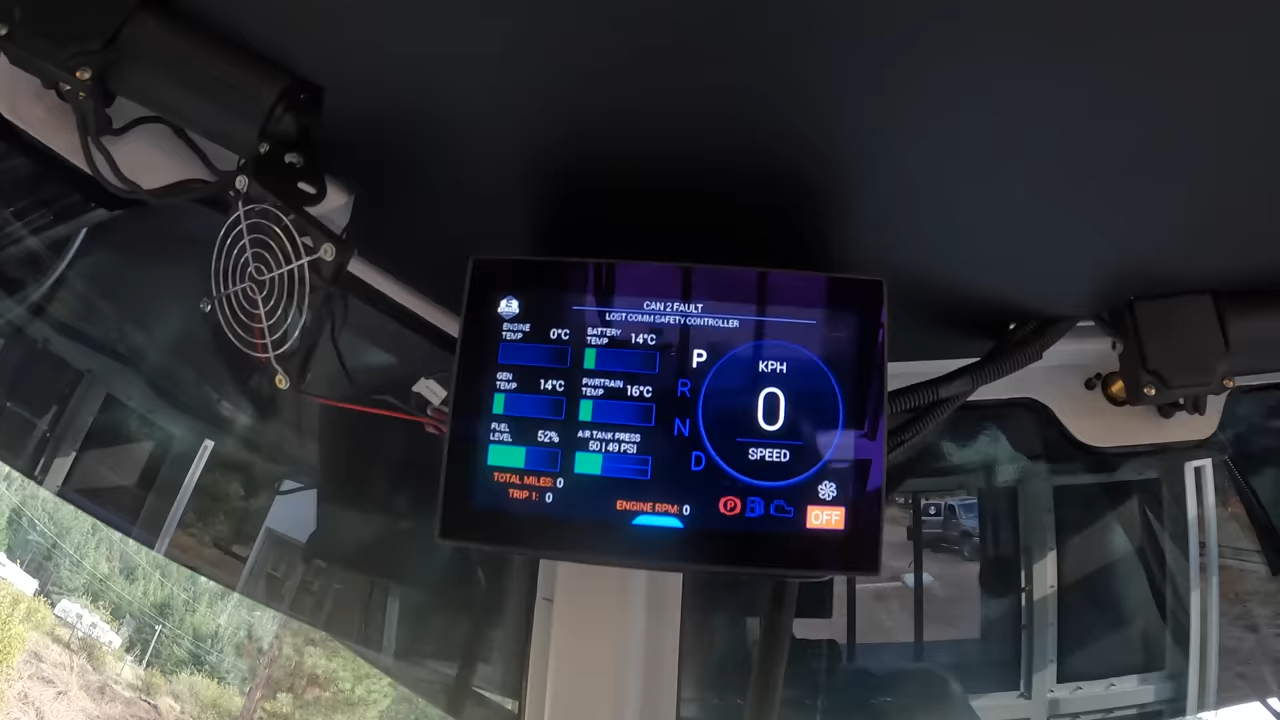 CAN 2 FAULT
LOST COMM SAFETY CONTROLLER
ENGINE TEMP 0°C
BATTERY TEMP 14°C
GEN TEMP 14°C
PWRTRAIN TEMP 16°C
FUEL LEVEL 52%
AIR TANK PRESS
50 | 49 PSI
TOTAL MILES: 0
TRIP 1: 0
ENGINE RPM: 0
P
R
N
D
KPH
0
SPEED
P
OFF